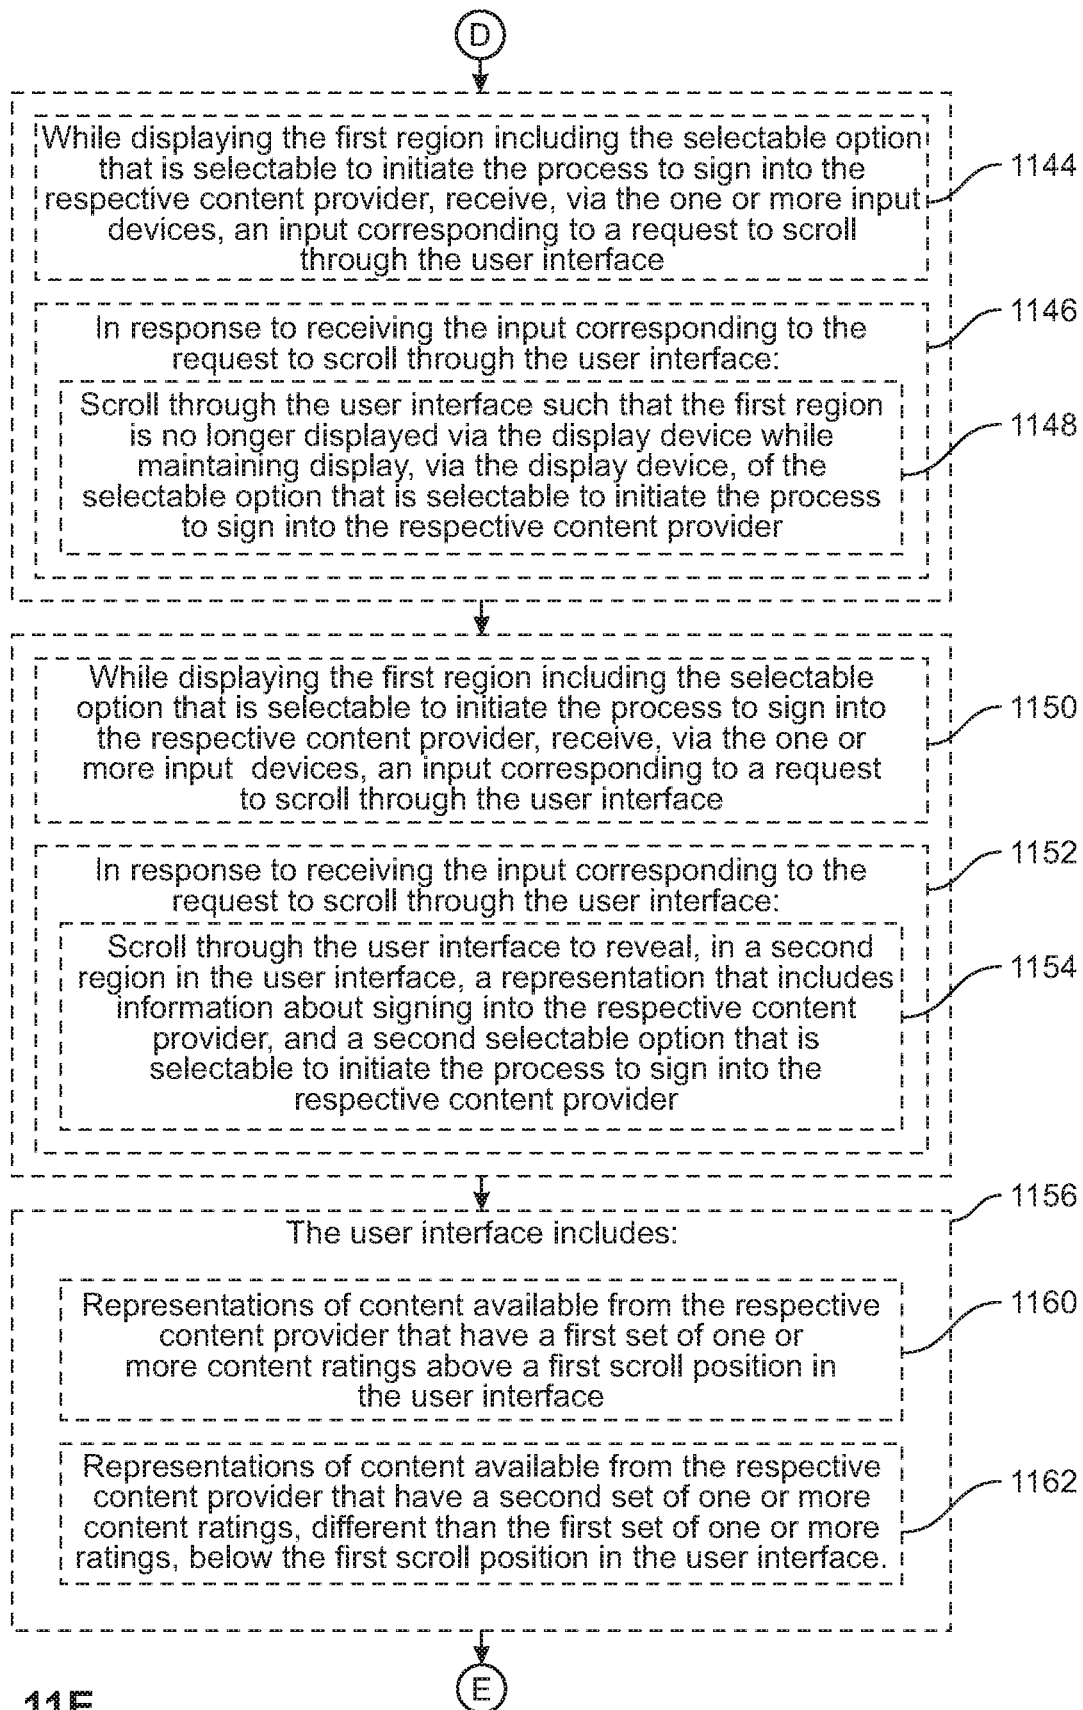 D
While displaying the first region including the selectable option
that is selectable to initiate the process to sign into the
respective content provider, receive, via the one or more input
devices, an input corresponding to a request to scroll
through the user interface
1144
In response to receiving the input corresponding to the
request to scroll through the user interface:
1146
Scroll through the user interface such that the first region
is no longer displayed via the display device while
maintaining display, via the display device, of the
selectable option that is selectable to initiate the process
to sign into the respective content provider
1148
While displaying the first region including the selectable
option that is selectable to initiate the process to sign into
the respective content provider, receive, via the one or
more input devices, an input corresponding to a request
to scroll through the user interface
1150
In response to receiving the input corresponding to the
request to scroll through the user interface:
1152
Scroll through the user interface to reveal, in a second
region in the user interface, a representation that includes
information about signing into the respective content
provider, and a second selectable option that is
selectable to initiate the process to sign into the
respective content provider
1154
The user interface includes:
1156
Representations of content available from the respective
content provider that have a first set of one or
more content ratings above a first scroll position in
the user interface
1160
Representations of content available from the respective
content provider that have a second set of one or more
content ratings, different than the first set of one or more
ratings, below the first scroll position in the user interface.
1162
E